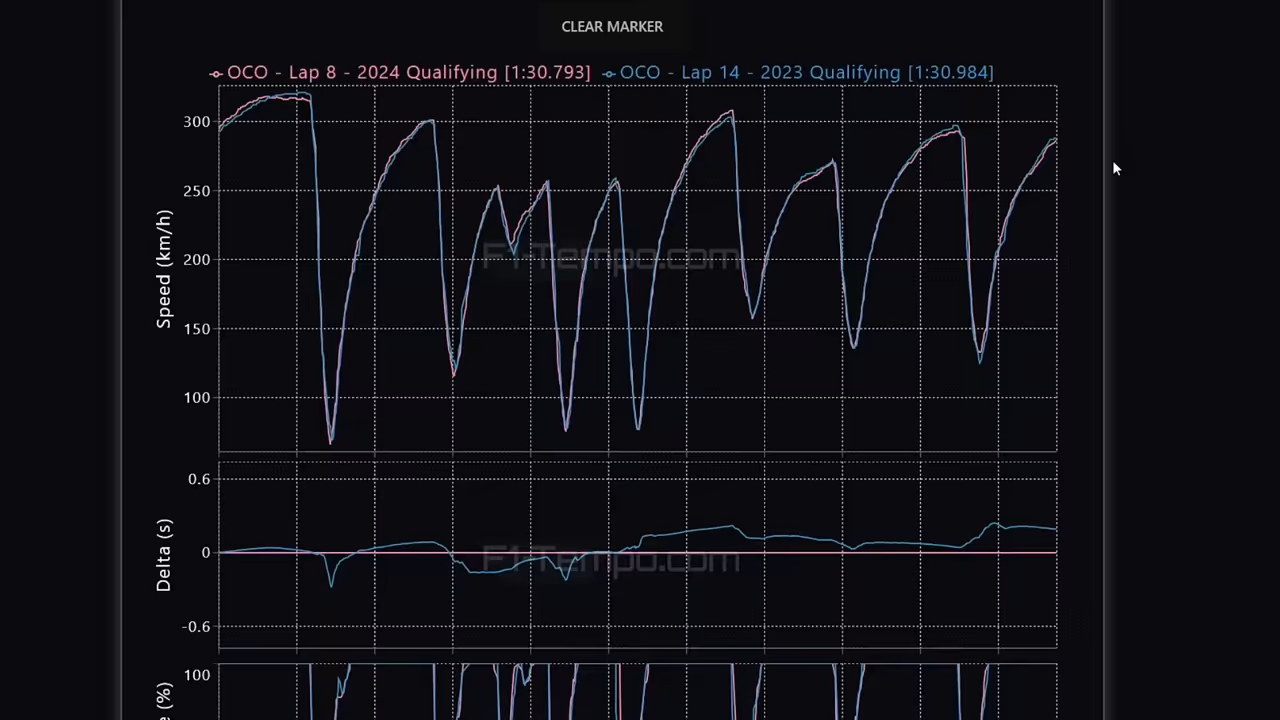 CLEAR MARKER
OCO - Lap 8 - 2024 Qualifying [1:30.793] OCO - Lap 14 - 2023 Qualifying [1:30.984]
300
250
200
150
100
Speed (km/h)
F1-Tempo.com
0.6
0
-0.6
Delta (s)
F1-Tempo.com
100
(%)